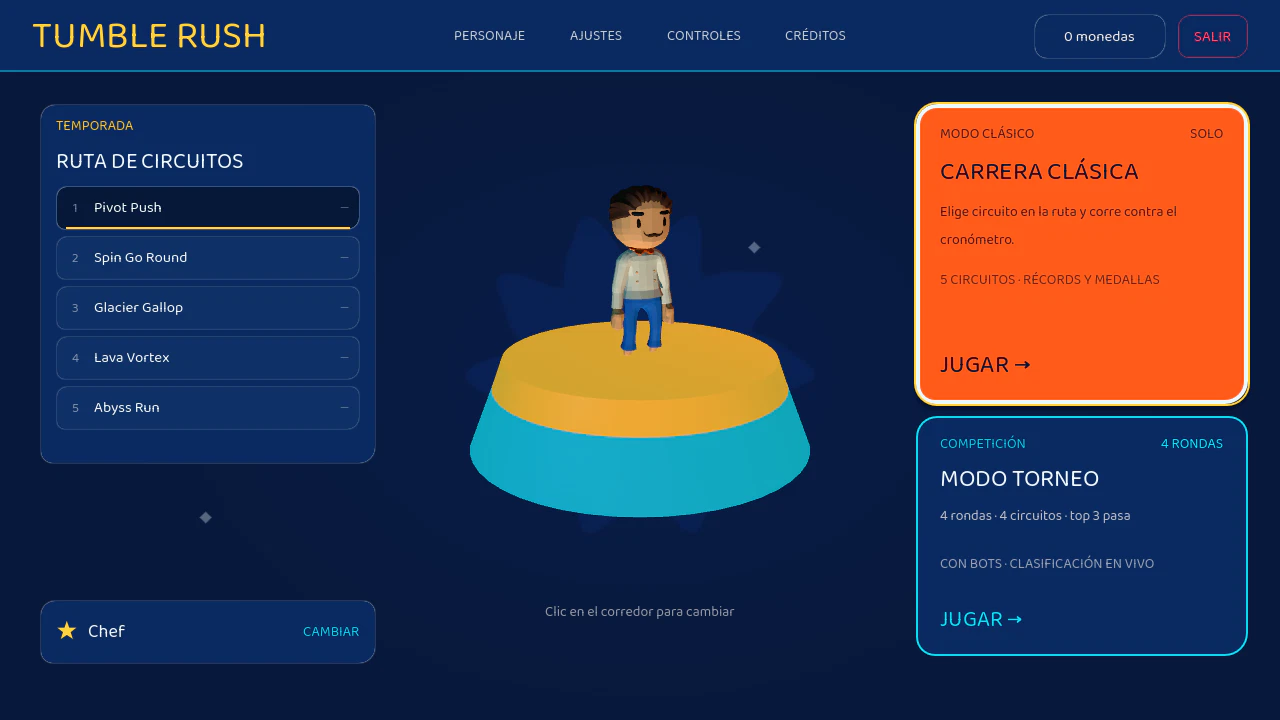 TUMBLE RUSH
PERSONAJE
AJUSTES
CONTROLES
CRÉDITOS
0 monedas
SALIR
TEMPORADA
RUTA DE CIRCUITOS
1 Pivot Push —
2 Spin Go Round —
3 Glacier Gallop —
4 Lava Vortex —
5 Abyss Run —
★ Chef
CAMBIAR
Clic en el corredor para cambiar
MODO CLÁSICO
SOLO
CARRERA CLÁSICA
Elige circuito en la ruta y corre contra el
cronómetro.
5 CIRCUITOS · RÉCORDS Y MEDALLAS
JUGAR →
COMPETICIÓN
4 RONDAS
MODO TORNEO
4 rondas · 4 circuitos · top 3 pasa
CON BOTS · CLASIFICACIÓN EN VIVO
JUGAR →